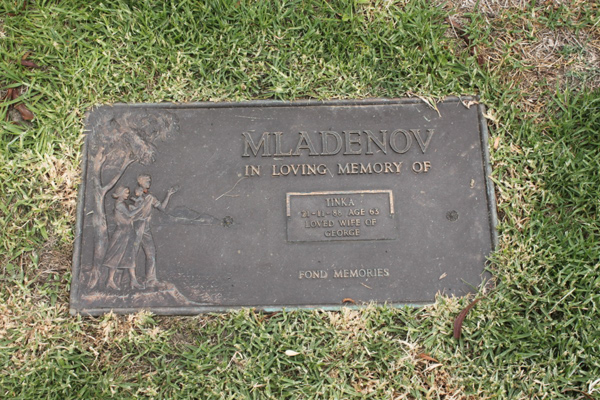 MLADENOV
IN LOVING MEMORY OF
TINKA
AGE 63
LOVED WIFE OF
GEORGE
FOND MEMORIES